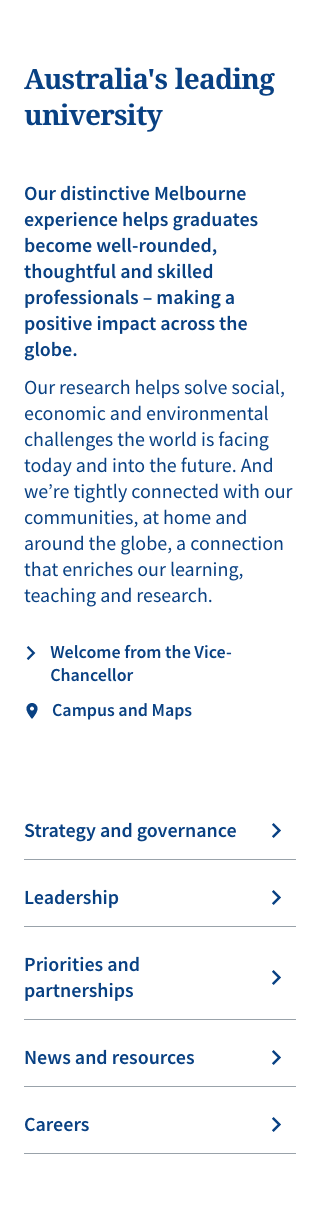 Australia's leading
university
Our distinctive Melbourne
experience helps graduates
become well-rounded,
thoughtful and skilled
professionals – making a
positive impact across the
globe.
Our research helps solve social,
economic and environmental
challenges the world is facing
today and into the future. And
we’re tightly connected with our
communities, at home and
around the globe, a connection
that enriches our learning,
teaching and research.
Welcome from the Vice-
Chancellor
Campus and Maps
Strategy and governance
Leadership
Priorities and
partnerships
News and resources
Careers